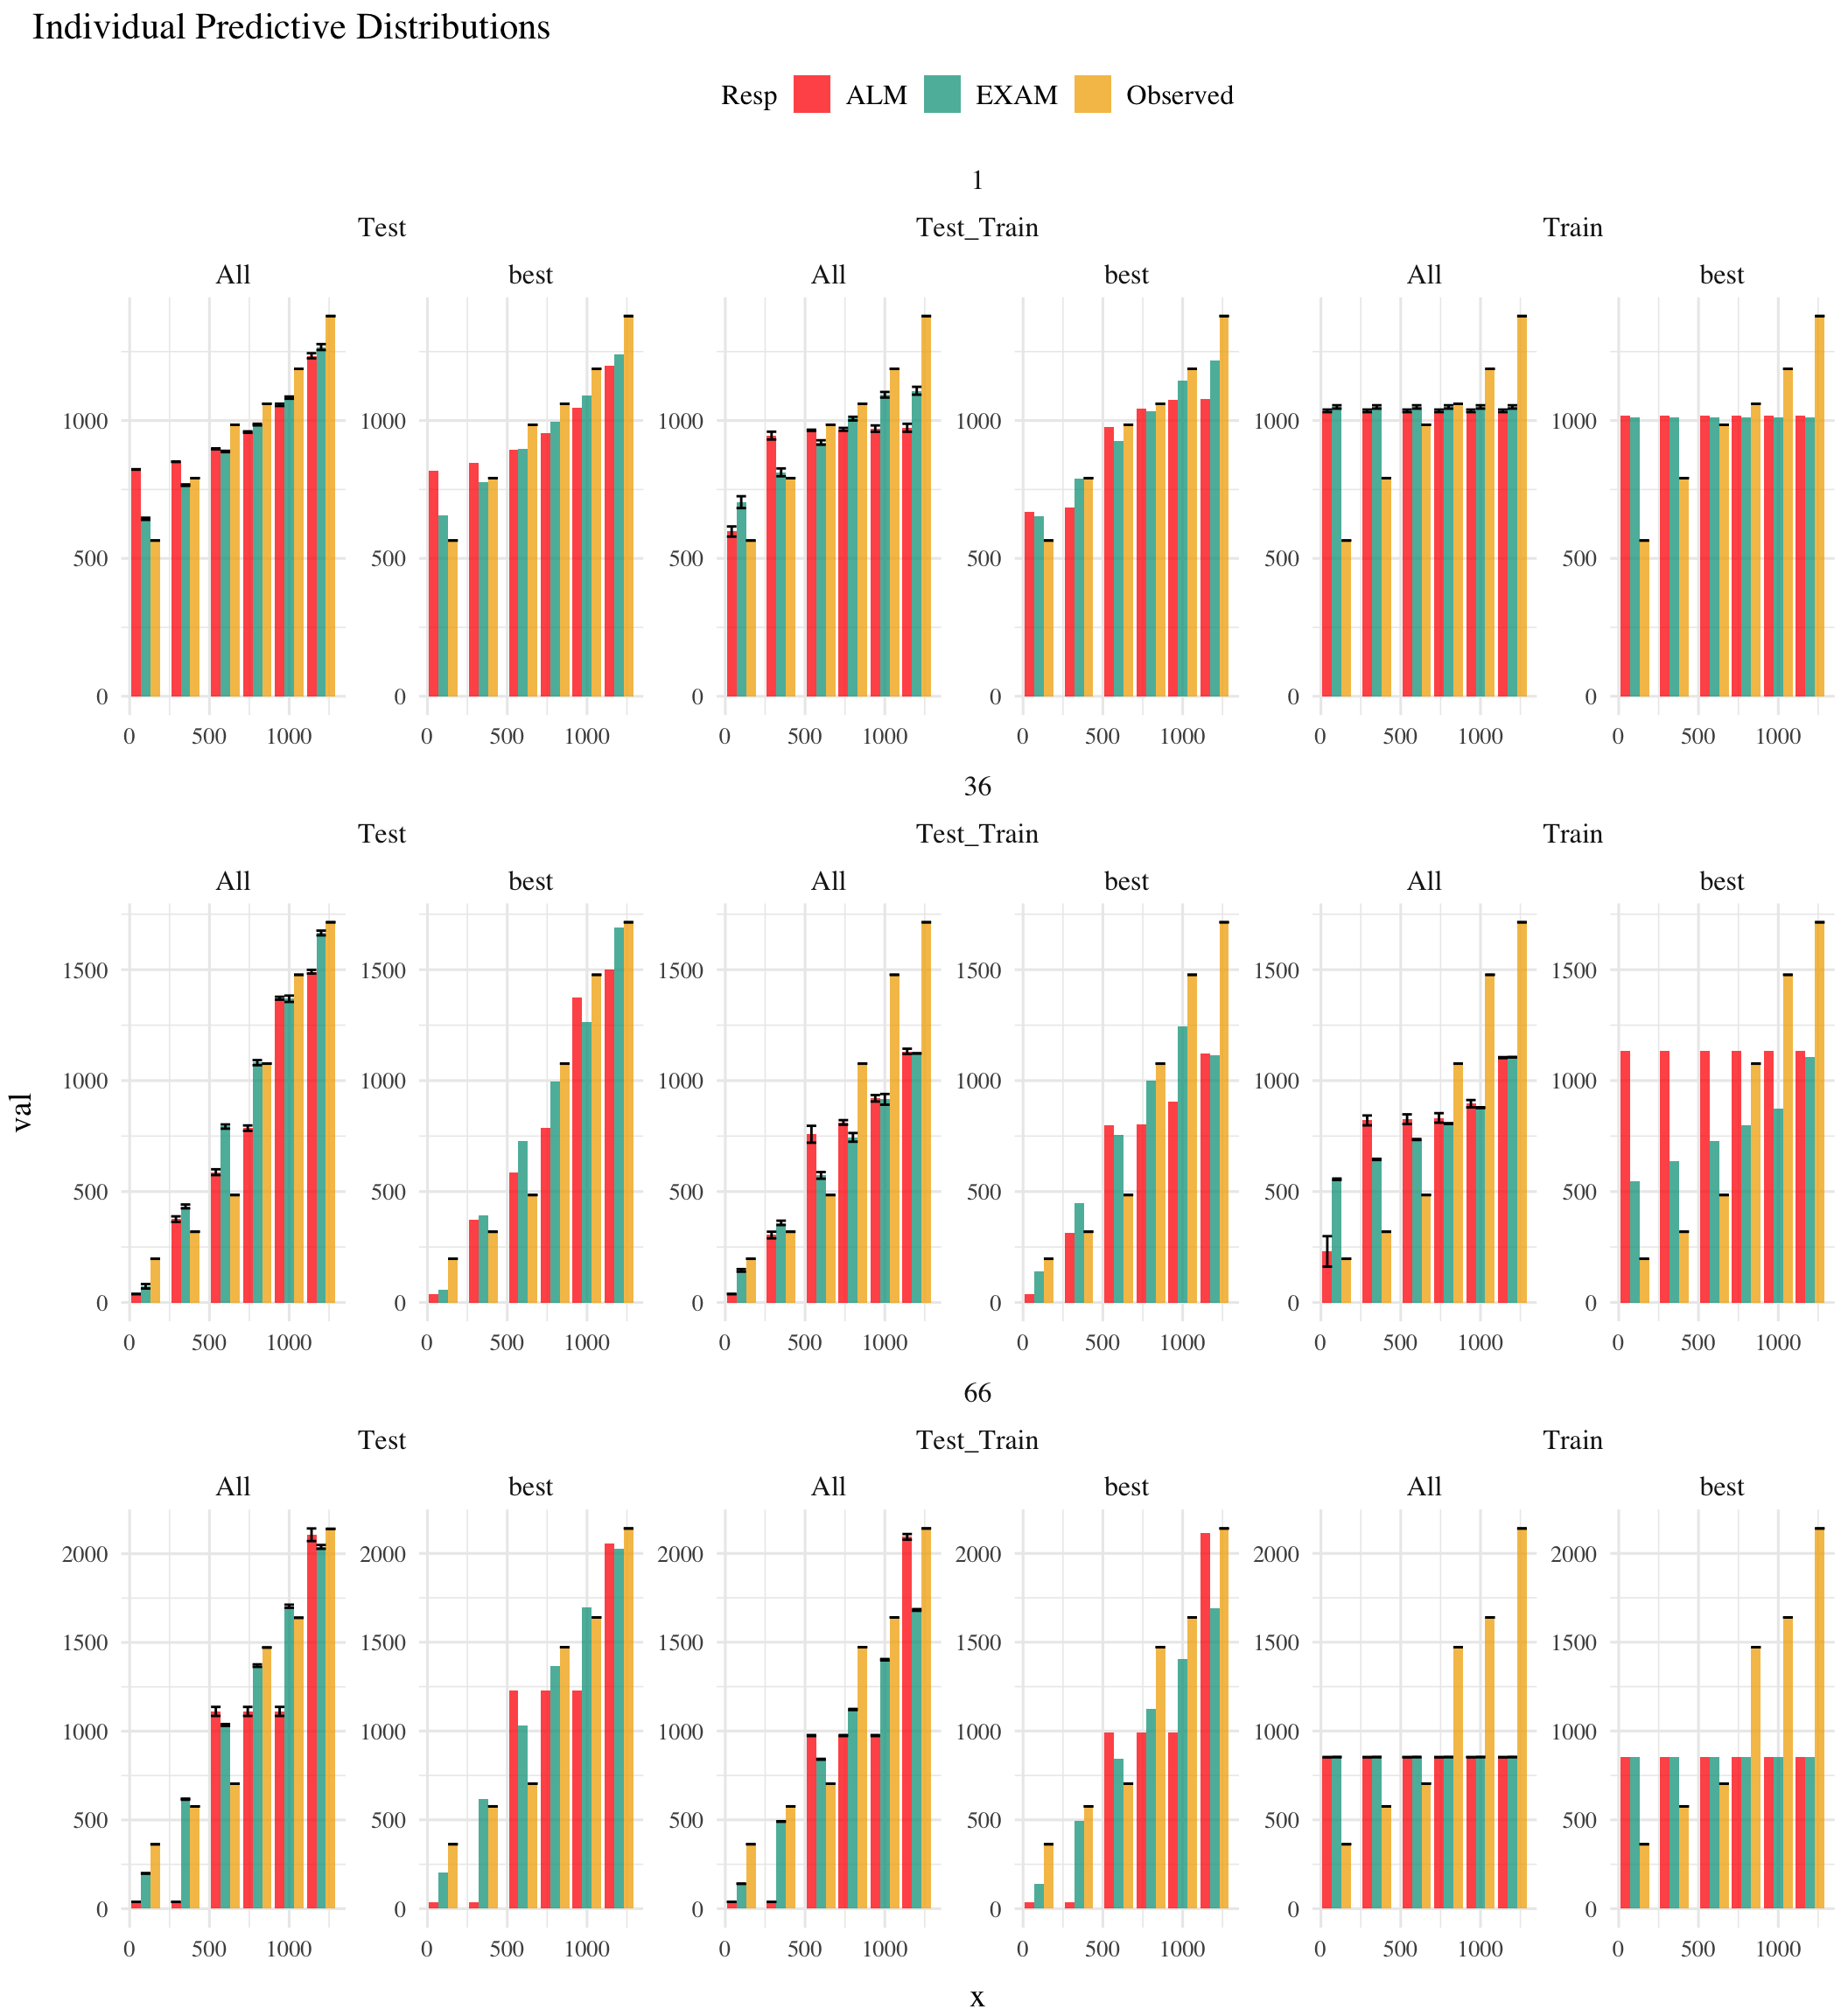 Individual Predictive Distributions
Resp ALM EXAM Observed
1
Test Test_Train Train
All best All best All best
1000 1000 1000 1000 1000 1000
500 500 500 500 500 500
0 0 0 0 0 0
0 500 1000 0 500 1000 0 500 1000 0 500 1000 0 500 1000 0 500 1000
36
Test Test_Train Train
All best All best All best
1500 1500 1500 1500 1500 1500
1000 1000 1000 1000 1000 1000
val
500 500 500 500 500 500
0 0 0 0 0 0
0 500 1000 0 500 1000 0 500 1000 0 500 1000 0 500 1000 0 500 1000
66
Test Test_Train Train
All best All best All best
2000 2000 2000 2000 2000 2000
1500 1500 1500 1500 1500 1500
1000 1000 1000 1000 1000 1000
500 500 500 500 500 500
0 0 0 0 0 0
0 500 1000 0 500 1000 0 500 1000 0 500 1000 0 500 1000 0 500 1000
x